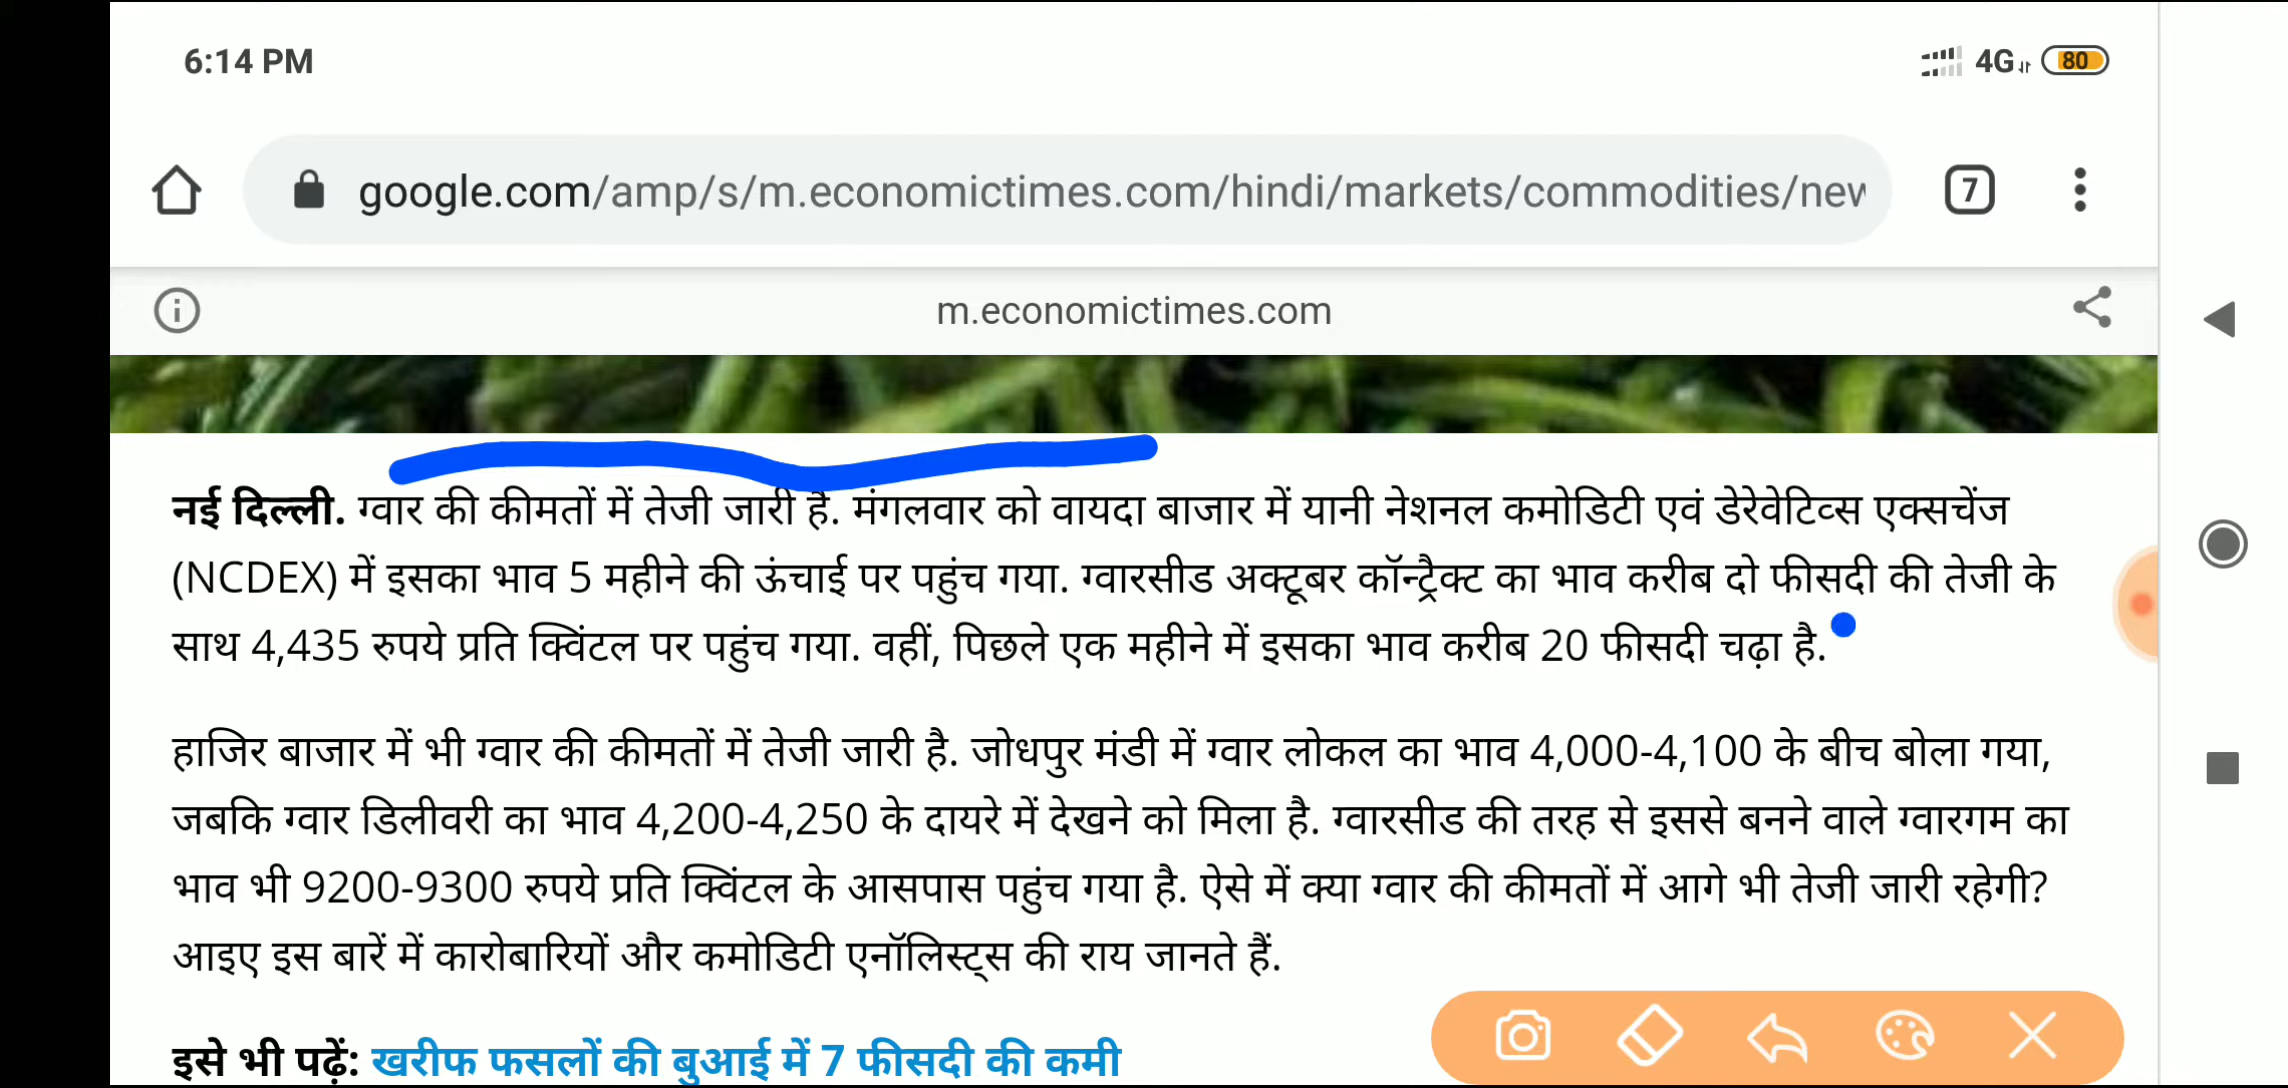 6:14 PM
4G
80
google.com/amp/s/m.economictimes.com/hindi/markets/commodities/new
7
m.economictimes.com
नई दिल्ली. ग्वार की कीमतों में तेजी जारी है. मंगलवार को वायदा बाजार में यानी नेशनल कमोडिटी एवं डेरेवेटिव्स एक्सचेंज
(NCDEX) में इसका भाव 5 महीने की ऊंचाई पर पहुंच गया. ग्वारसीड अक्टूबर कॉन्ट्रैक्ट का भाव करीब दो फीसदी की तेजी के
साथ 4,435 रुपये प्रति क्विंटल पर पहुंच गया. वहीं, पिछले एक महीने में इसका भाव करीब 20 फीसदी चढ़ा है.
हाजिर बाजार में भी ग्वार की कीमतों में तेजी जारी है. जोधपुर मंडी में ग्वार लोकल का भाव 4,000-4,100 के बीच बोला गया,
जबकि ग्वार डिलीवरी का भाव 4,200-4,250 के दायरे में देखने को मिला है. ग्वारसीड की तरह से इससे बनने वाले ग्वारगम का
भाव भी 9200-9300 रुपये प्रति क्विंटल के आसपास पहुंच गया है. ऐसे में क्या ग्वार की कीमतों में आगे भी तेजी जारी रहेगी?
आइए इस बारें में कारोबारियों और कमोडिटी एनॉलिस्ट्स की राय जानते हैं.
इसे भी पढ़ें: खरीफ फसलों की बुआई में 7 फीसदी की कमी